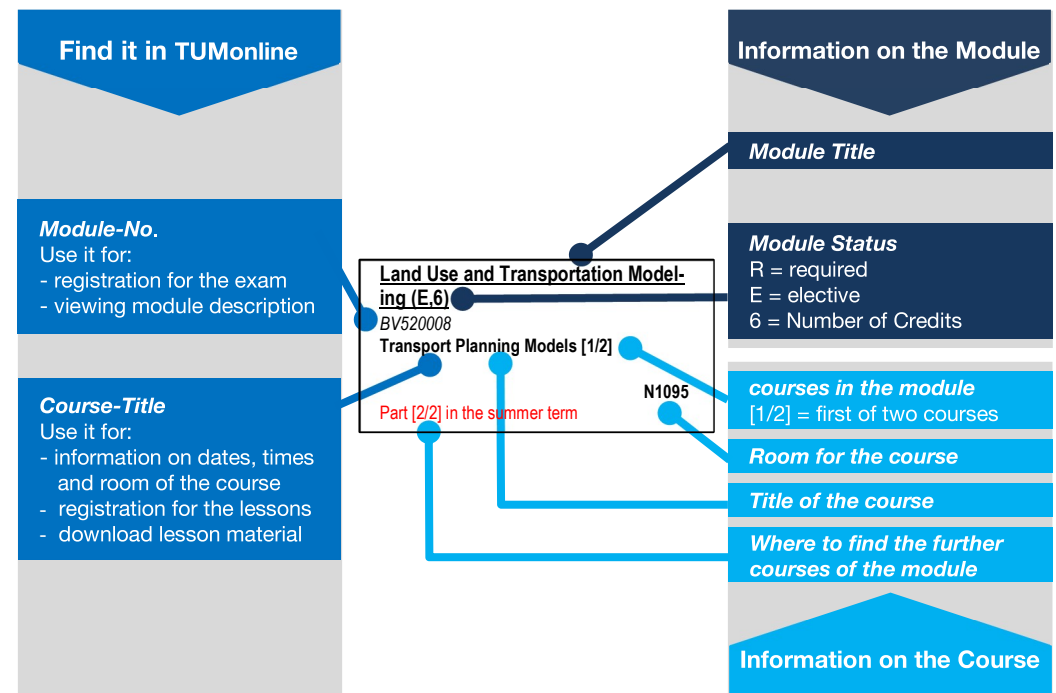 Find it in TUMonline
Module-No.
Use it for:
- registration for the exam
- viewing module description
Course-Title
Use it for:
- information on dates, times
and room of the course
- registration for the lessons
- download lesson material
Land Use and Transportation Model-
ing (E,6)
BV520008
Transport Planning Models [1/2]
N1095
Part [2/2] in the summer term
Information on the Module
Module Title
Module Status
R = required
E = elective
6 = Number of Credits
courses in the module
[1/2] = first of two courses
Room for the course
Title of the course
Where to find the further
courses of the module
Information on the Course